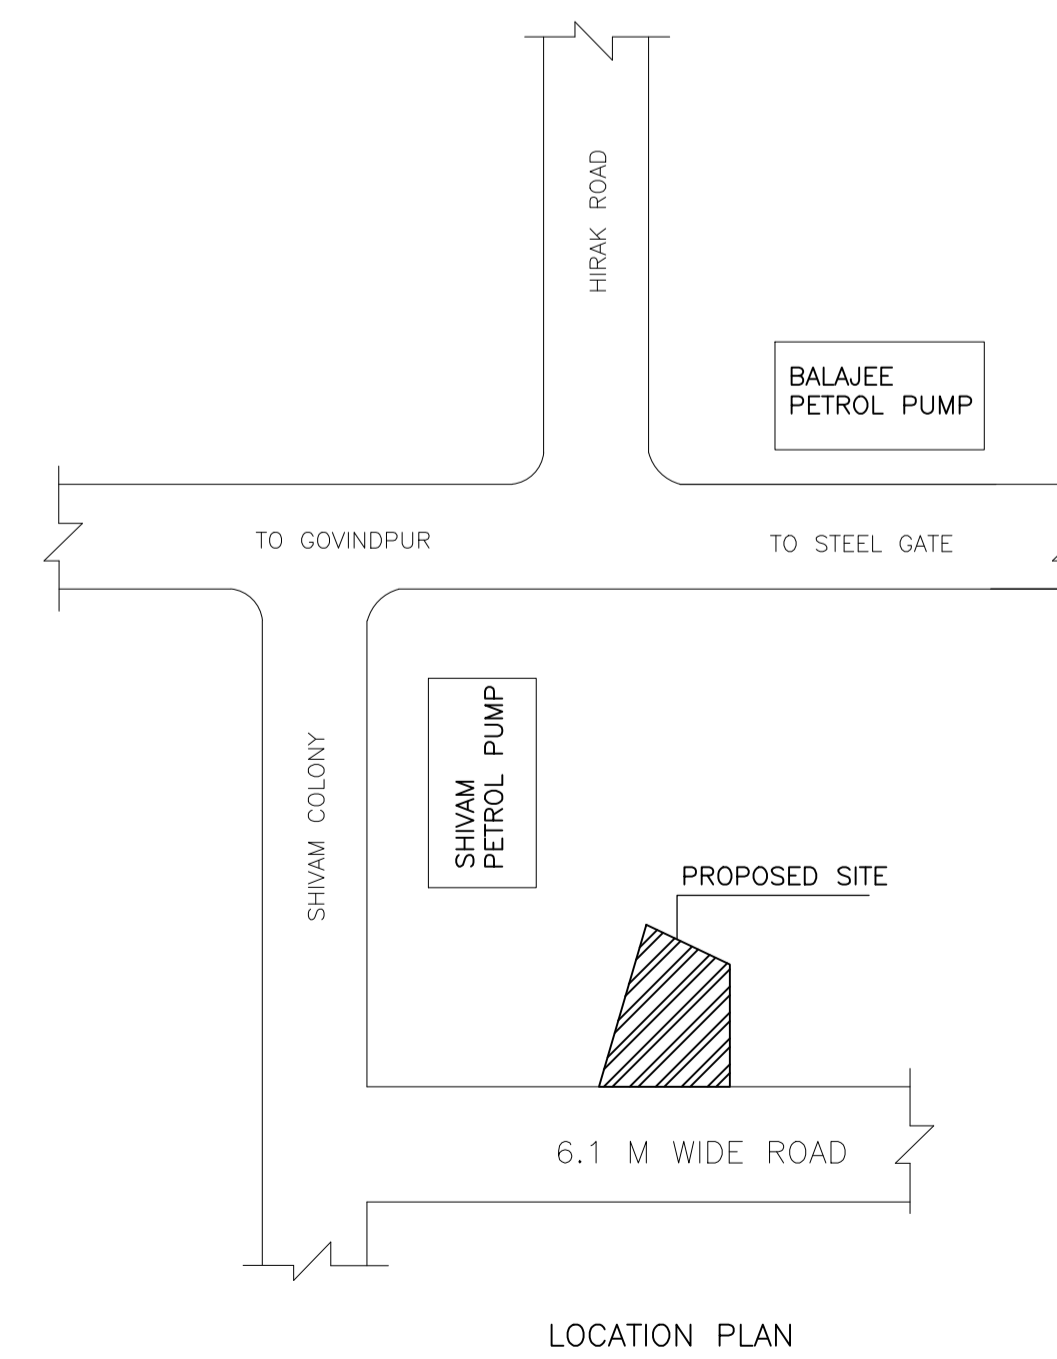 HIRAK ROAD
BALAJEE
PETROL PUMP
TO GOVINDPUR
TO STEEL GATE
SHIVAM COLONY
SHIVAM
PETROL PUMP
PROPOSED SITE
6.1 M WIDE ROAD
LOCATION PLAN